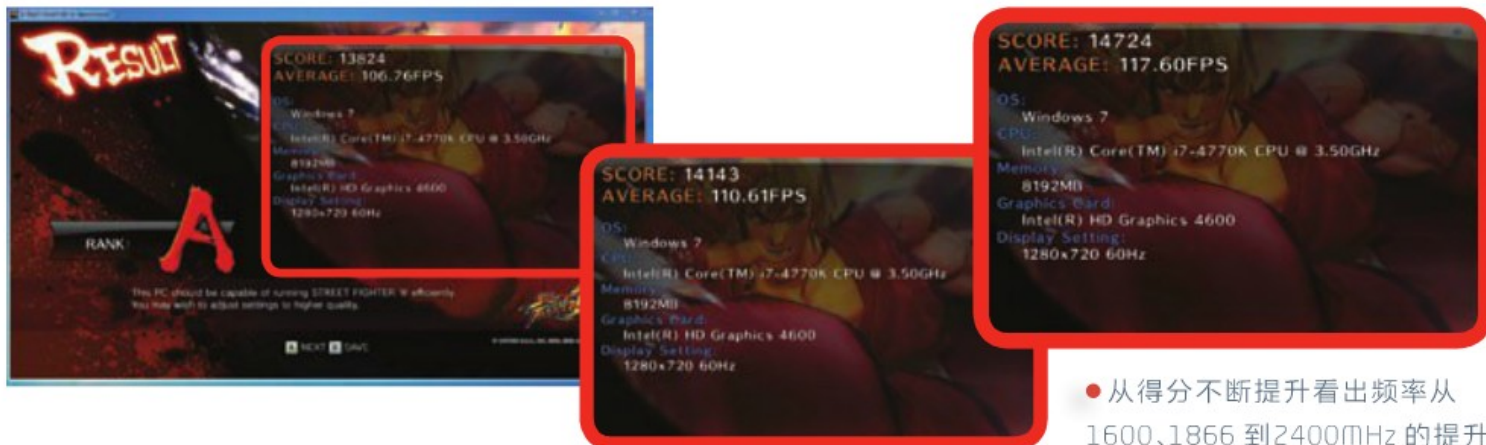 RESULT
SCORE: 13824
AVERAGE: 106.76FPS
OS:
Windows 7
CPU:
Intel(R) Core(TM) i7-4770K CPU @ 3.50GHz
Memory:
8192MB
Graphics Card:
Intel(R) HD Graphics 4600
Display Setting:
1280x720 60Hz
RANK: A
This PC should be capable of running STREET FIGHTER IV efficiently.
You may wish to adjust settings to higher quality.
NEXT SAVE
SCORE: 14143
AVERAGE: 110.61FPS
OS:
Windows 7
CPU:
Intel(R) Core(TM) i7-4770K CPU @ 3.50GHz
Memory:
8192MB
Graphics Card:
Intel(R) HD Graphics 4600
Display Setting:
1280x720 60Hz
SCORE: 14724
AVERAGE: 117.60FPS
OS:
Windows 7
CPU:
Intel(R) Core(TM) i7-4770K CPU @ 3.50GHz
Memory:
8192MB
Graphics Card:
Intel(R) HD Graphics 4600
Display Setting:
1280x720 60Hz
●从得分不断提升看出频率从
1600、1866 到2400MHz 的提升